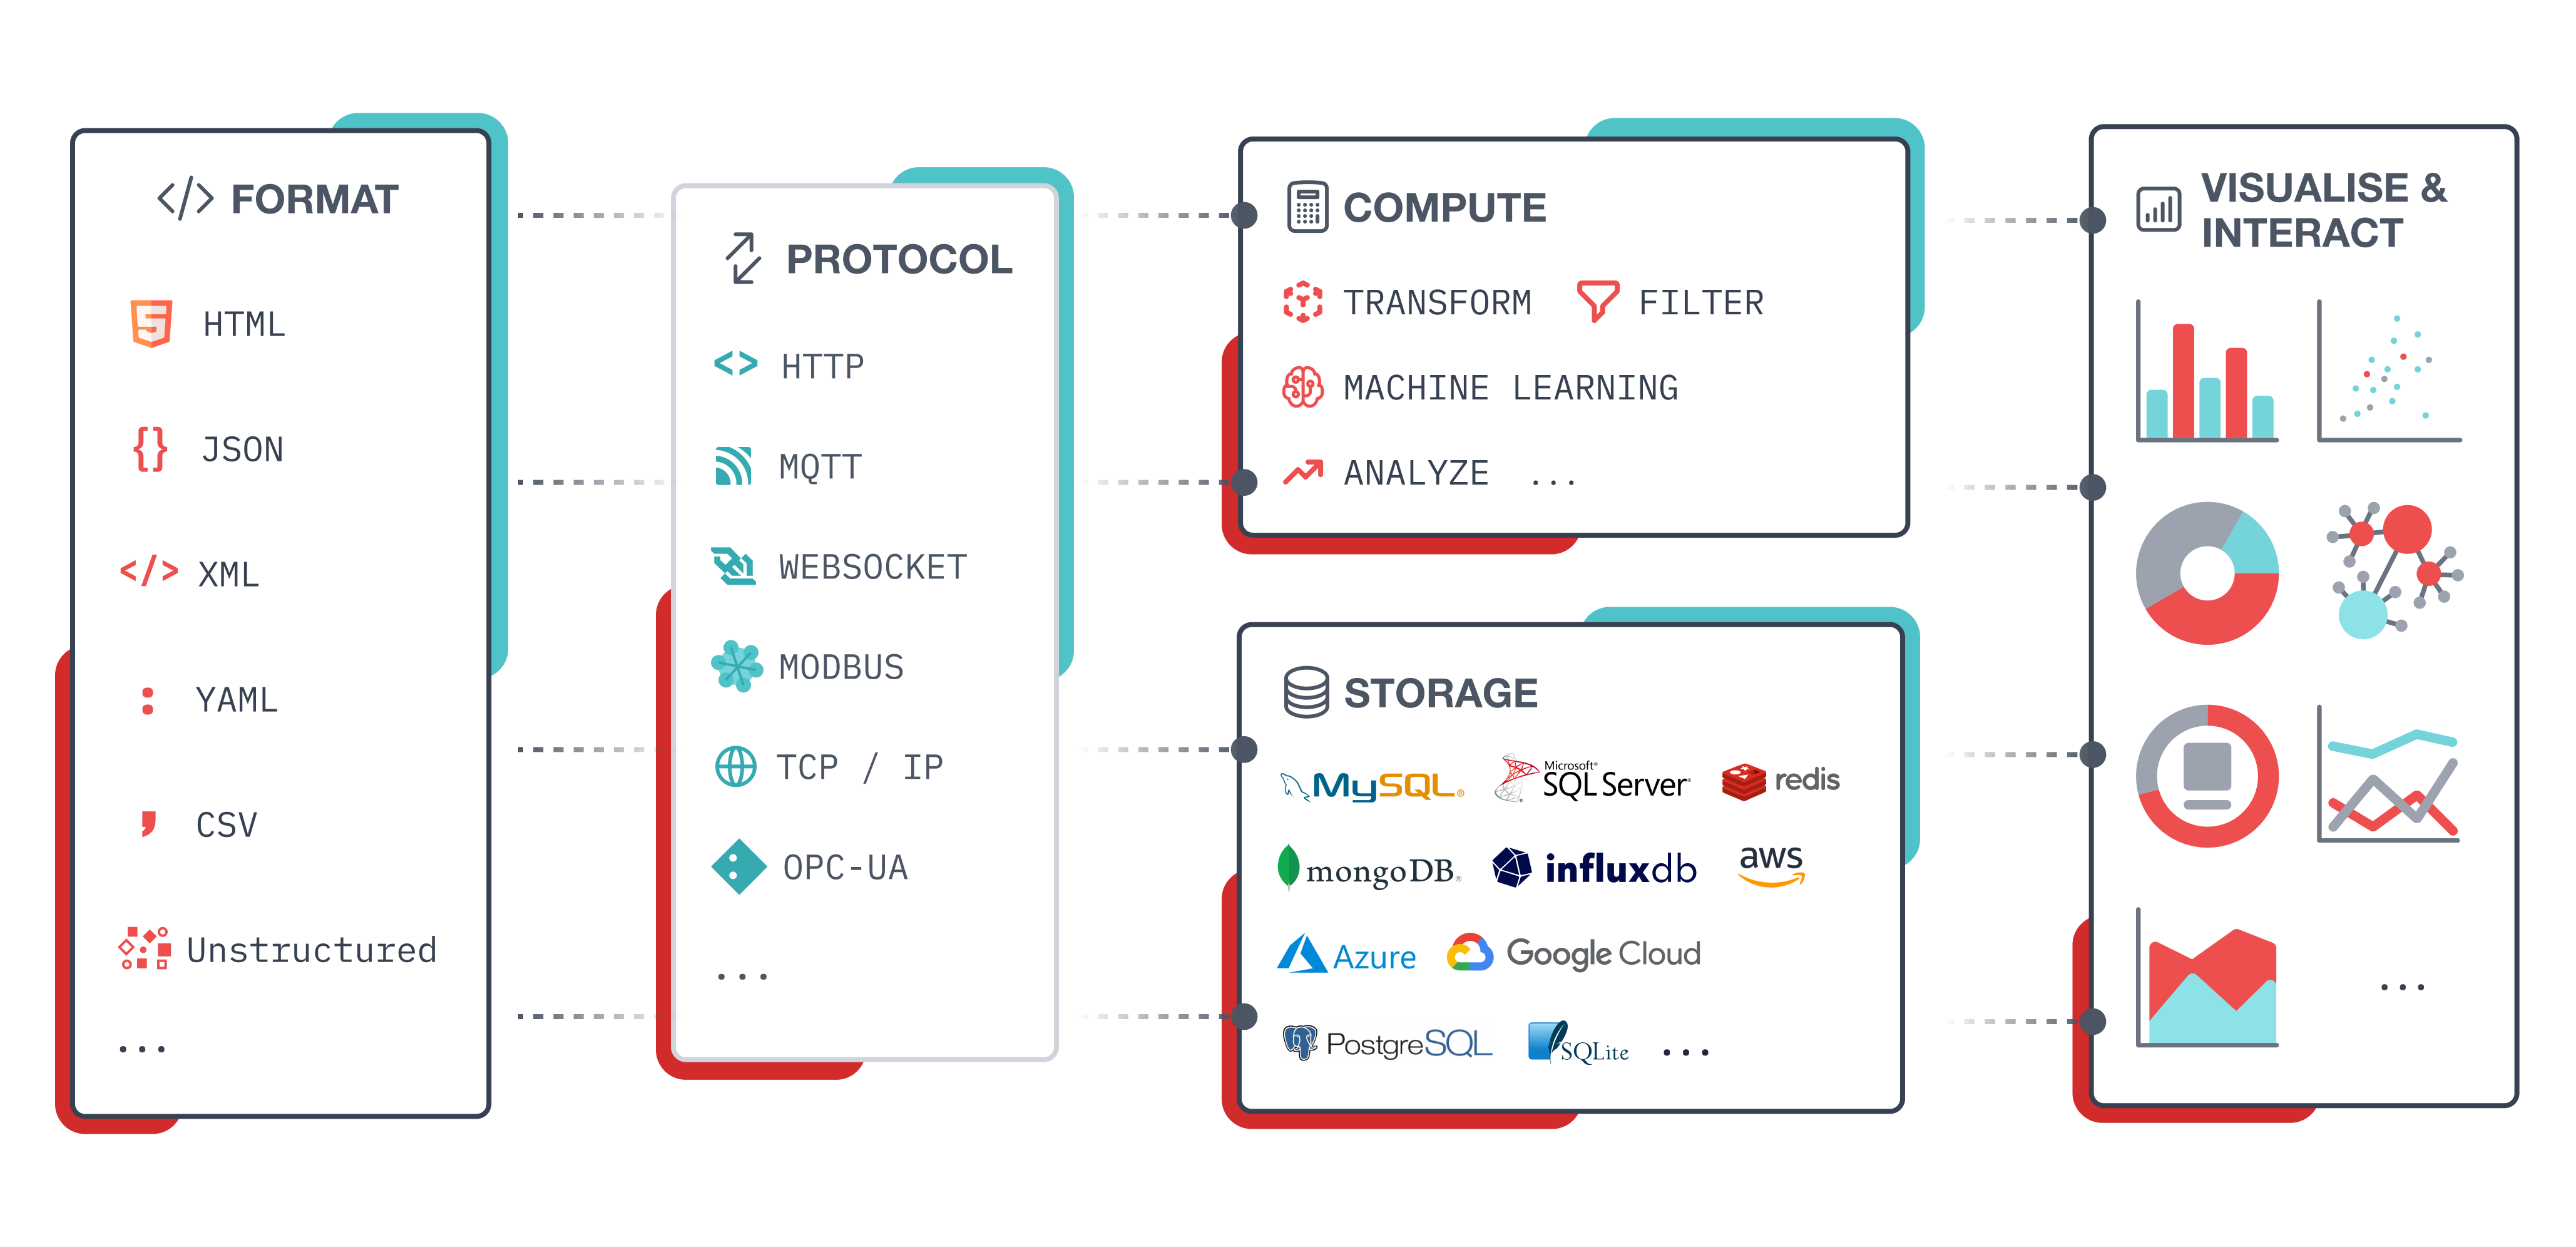 FORMAT
HTML
JSON
XML
YAML
CSV
Unstructured
...
PROTOCOL
HTTP
MQTT
WEBSOCKET
MODBUS
TCP / IP
OPC-UA
...
COMPUTE
TRANSFORM FILTER
MACHINE LEARNING
ANALYZE ...
STORAGE
MySQL® Microsoft® SQL Server® redis
mongoDB® influxdb aws
Azure Google Cloud
PostgreSQL SQLite ...
VISUALISE &
INTERACT
...